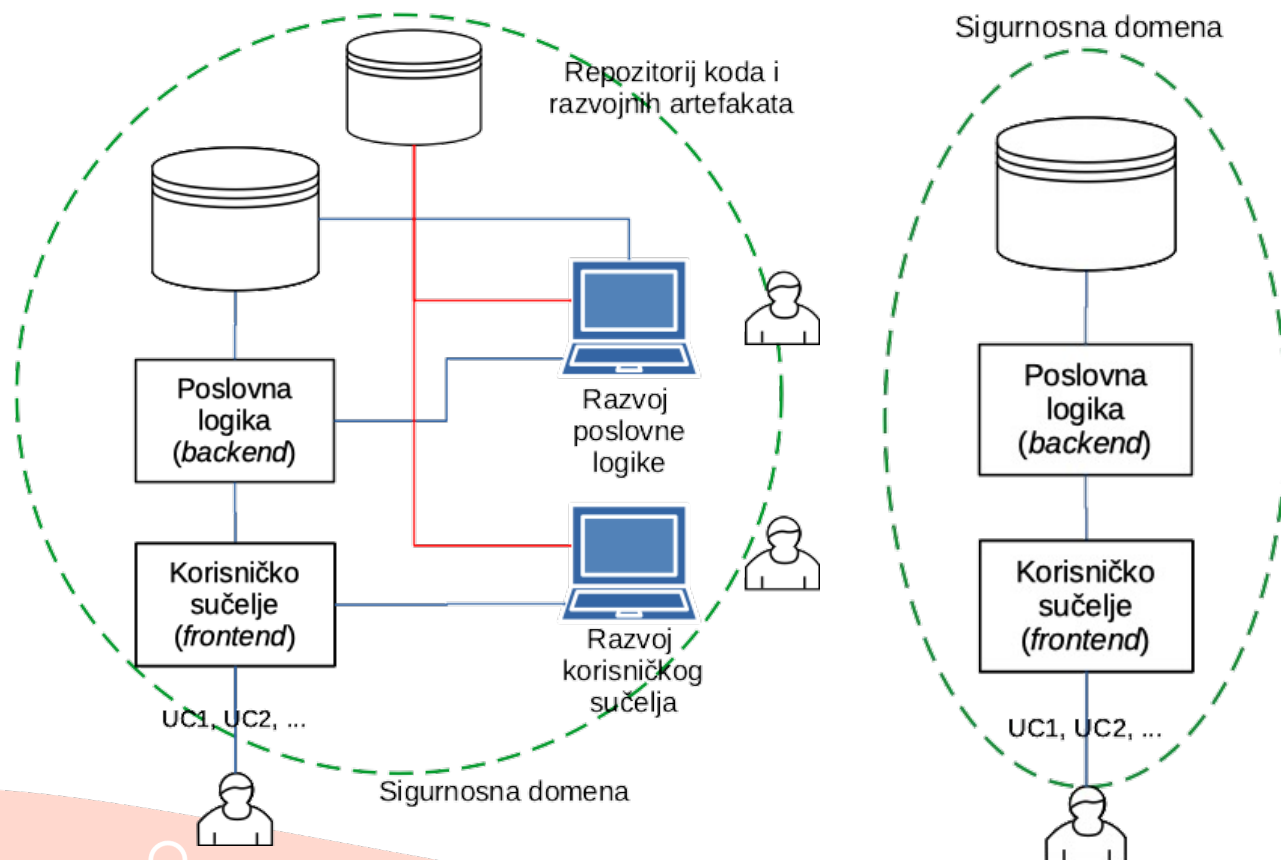 Repozitorij koda i
razvojnih artefakata
Poslovna
logika
(backend)
Razvoj
poslovne
logike
Korisničko
sučelje
(frontend)
Razvoj
korisničkog
sučelja
UC1, UC2, ...
Sigurnosna domena
Sigurnosna domena
Poslovna
logika
(backend)
Korisničko
sučelje
(frontend)
UC1, UC2, ...